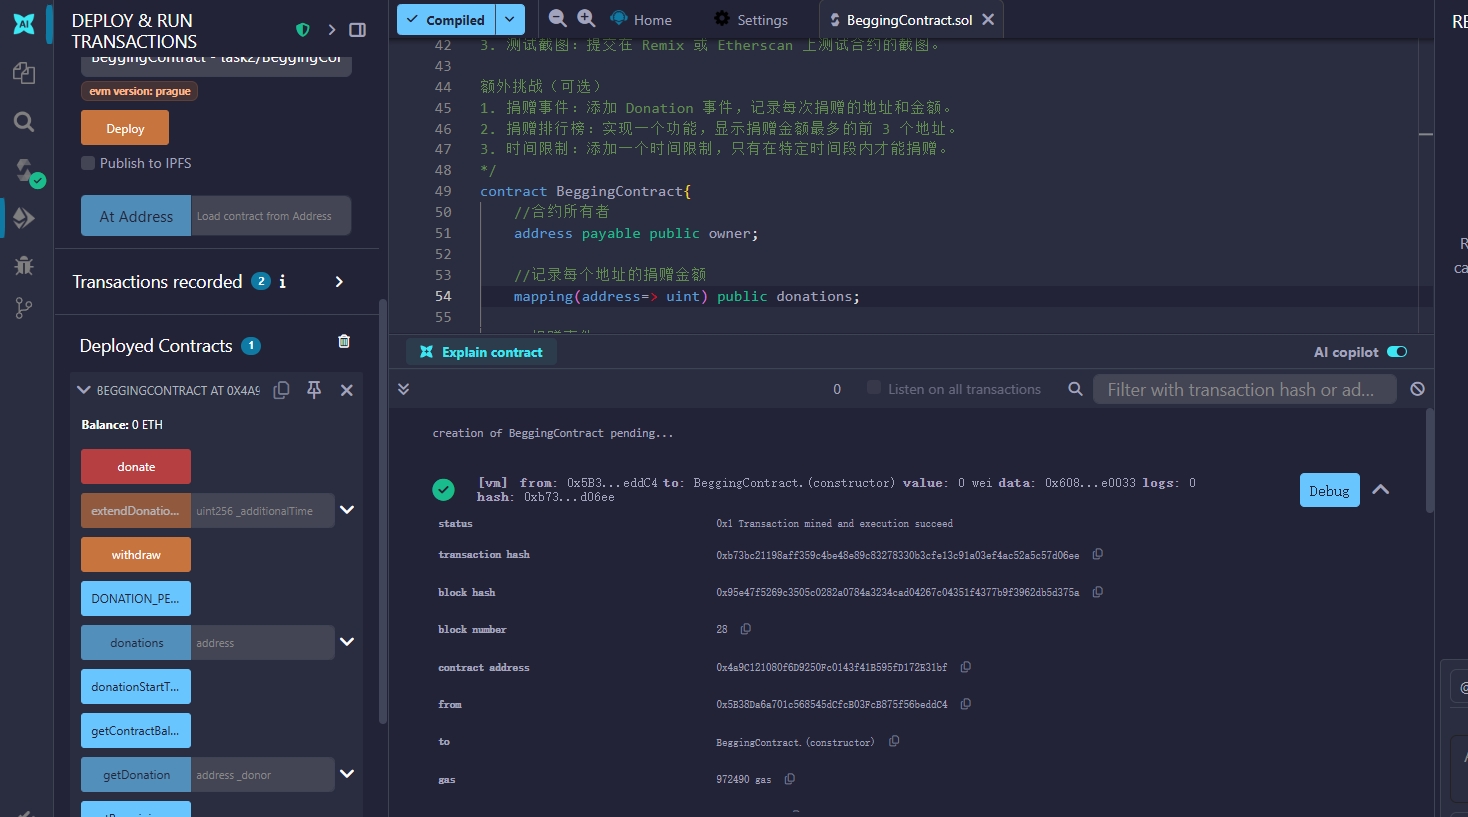 DEPLOY & RUN
TRANSACTIONS
BeggingContract - task2/BeggingCon
evm version: prague
Deploy
Publish to IPFS
At Address
Load contract from Address
Transactions recorded 2 i
Deployed Contracts 1
BEGGINGCONTRACT AT 0X4A9
Balance: 0 ETH
donate
extendDonatio... uint256 _additionalTime
withdraw
DONATION_PE...
donations address
donationStartT...
getContractBal...
getDonation address _donor
Compiled
Home
Settings
BeggingContract.sol
42 3. 测试截图：提交在 Remix 或 Etherscan 上测试合约的截图。
43
44 额外挑战（可选）
45 1. 捐赠事件：添加 Donation 事件，记录每次捐赠的地址和金额。
46 2. 捐赠排行榜：实现一个功能，显示捐赠金额最多的前 3 个地址。
47 3. 时间限制：添加一个时间限制，只有在特定时间段内才能捐赠。
48 */
49 contract BeggingContract{
50 //合约所有者
51 address payable public owner;
52
53 //记录每个地址的捐赠金额
54 mapping(address=> uint) public donations;
55
Explain contract
AI copilot
0 Listen on all transactions Filter with transaction hash or ad...
creation of BeggingContract pending...
[vm] from: 0x5B3...eddC4 to: BeggingContract.(constructor) value: 0 wei data: 0x608...e0033 logs: 0
hash: 0xb73...d06ee
Debug
status 0x1 Transaction mined and execution succeed
transaction hash 0xb73bc21198aff359c4be48e89c83278330b3cfe13c91a03ef4ac52a5c57d06ee
block hash 0x95e47f5269c3505c0282a0784a3234cad04267c04351f4377b9f3962db5d375a
block number 28
contract address 0x4a9C121080f6D9250Fc0143f41B595fD172E31bf
from 0x5B38Da6a701c568545dCfcB03FcB875f56beddC4
to BeggingContract.(constructor)
gas 972490 gas